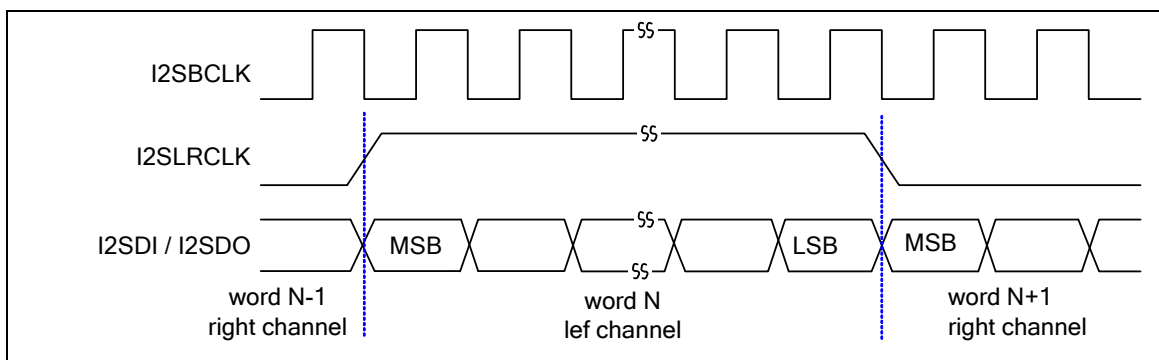 I2SBCLK
I2SLRCLK
I2SDI / I2SDO
MSB
LSB
MSB
word N-1
right channel
word N
lef channel
word N+1
right channel